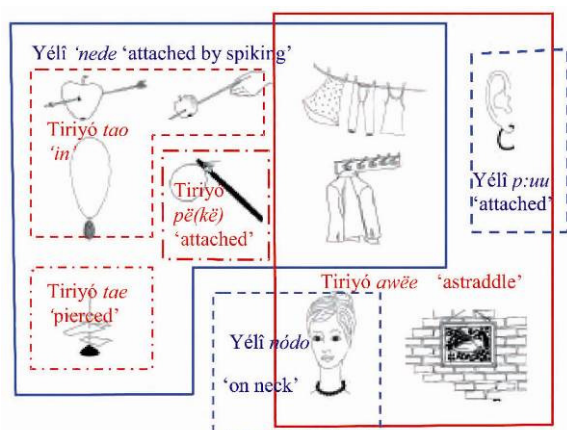 Yélî 'nede 'attached by spiking'
Tiriyó tao
'in'
Tiriyó
pë(kë)
'attached'
Yélî p:uu
'attached'
Tiriyó tae
'pierced'
Tiriyó awëe 'astraddle'
Yélî nódo
'on neck'